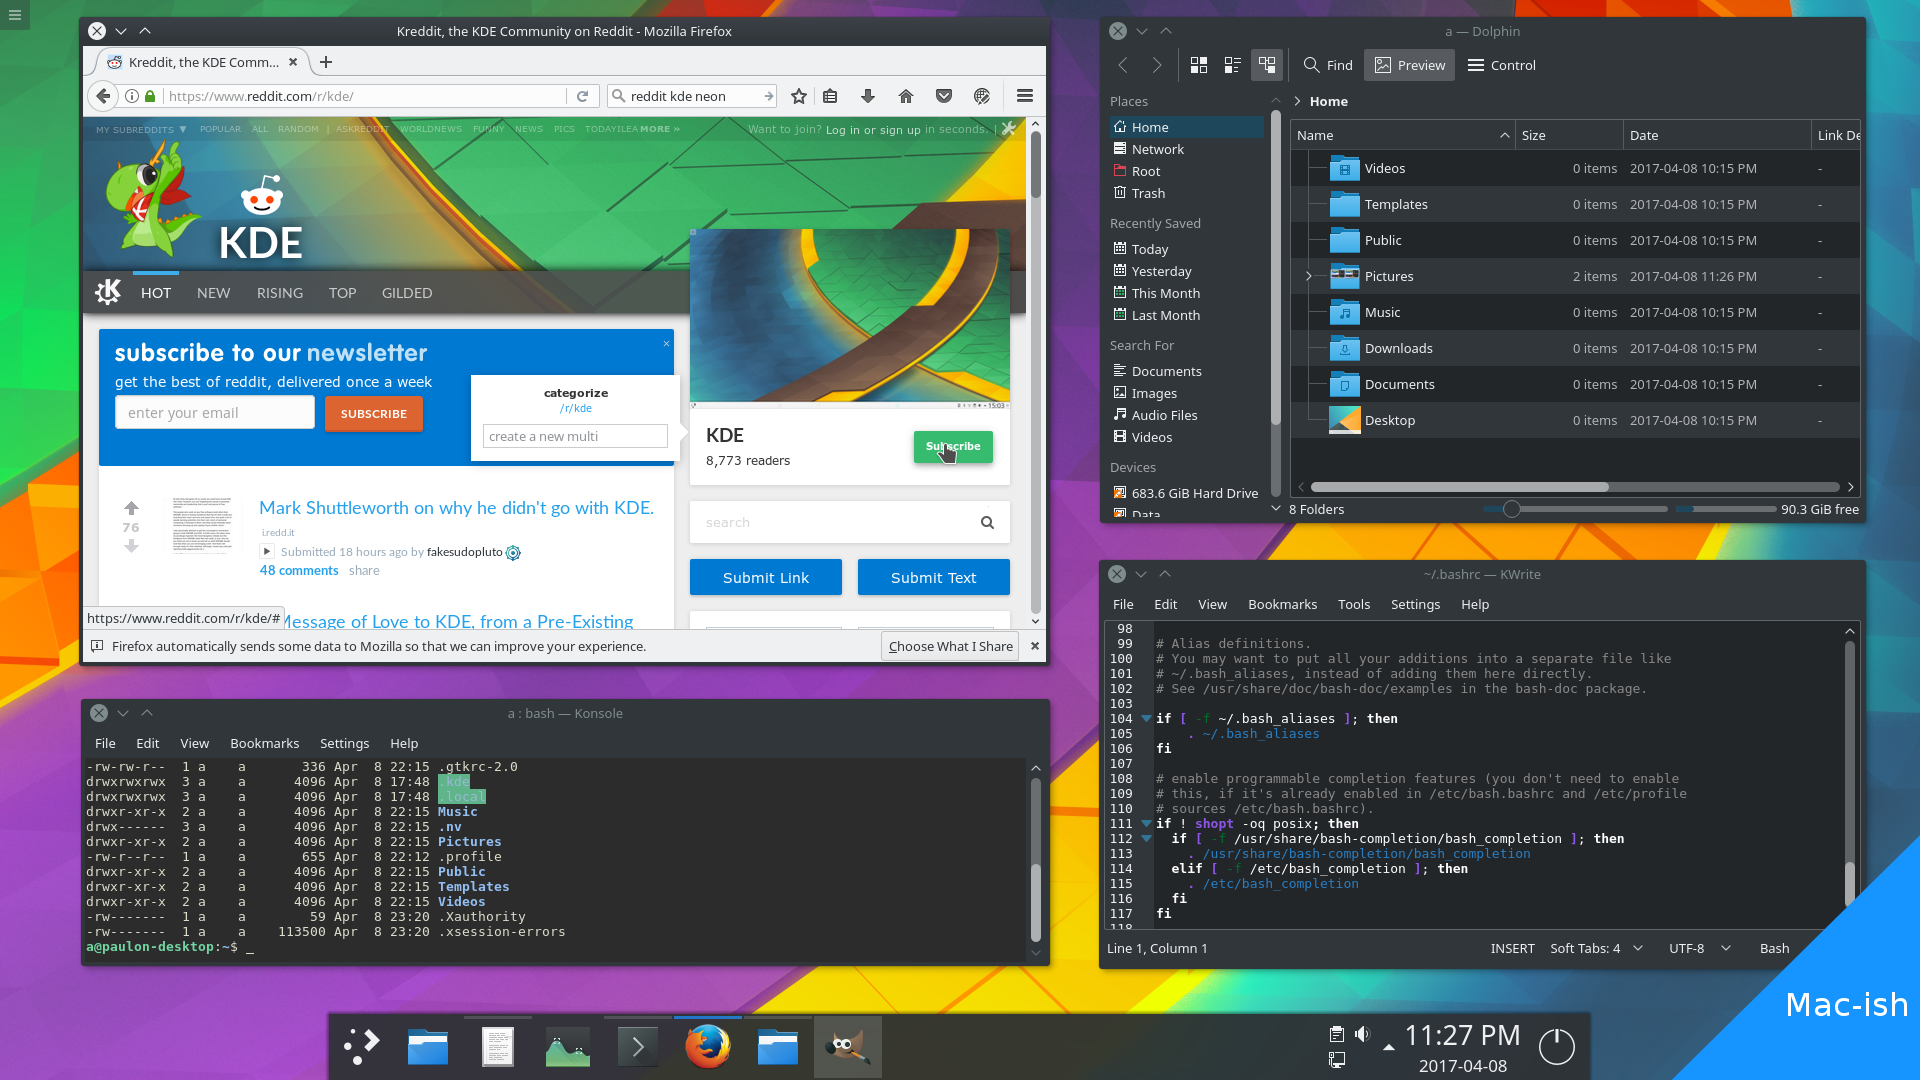 Kreddit, the KDE Community on Reddit - Mozilla Firefox
Kreddit, the KDE Comm...
https://www.reddit.com/r/kde/
reddit kde neon
MY SUBREDDITS POPULAR ALL RANDOM | ASKREDDIT WORLDNEWS FUNNY NEWS PICS TODAYILEA MORE »
Want to join? Log in or sign up in seconds. |
KDE
HOT NEW RISING TOP GILDED
subscribe to our newsletter
get the best of reddit, delivered once a week
enter your email
SUBSCRIBE
×
categorize
/r/kde
create a new multi
15:03
KDE
8,773 readers
Subscribe
search
Submit Link
Submit Text
76
Mark Shuttleworth on why he didn't go with KDE.
i.redd.it
Submitted 18 hours ago by fakesudopluto
48 comments share
Message of Love to KDE, from a Pre-Existing
https://www.reddit.com/r/kde/#
Firefox automatically sends some data to Mozilla so that we can improve your experience.
Choose What I Share
a — Dolphin
Find
Preview
Control
Places
Home
Network
Root
Trash
Recently Saved
Today
Yesterday
This Month
Last Month
Search For
Documents
Images
Audio Files
Videos
Devices
683.6 GiB Hard Drive
Data
Home
Name Size Date Link De
Videos 0 items 2017-04-08 10:15 PM -
Templates 0 items 2017-04-08 10:15 PM -
Public 0 items 2017-04-08 10:15 PM -
Pictures 2 items 2017-04-08 11:26 PM -
Music 0 items 2017-04-08 10:15 PM -
Downloads 0 items 2017-04-08 10:15 PM -
Documents 0 items 2017-04-08 10:15 PM -
Desktop 0 items 2017-04-08 10:15 PM -
8 Folders
90.3 GiB free
a : bash — Konsole
File Edit View Bookmarks Settings Help
-rw-rw-r-- 1 a a 336 Apr 8 22:15 .gtkrc-2.0
drwxrwxrwx 3 a a 4096 Apr 8 17:48 .kde
drwxrwxrwx 3 a a 4096 Apr 8 17:48 .local
drwxr-xr-x 2 a a 4096 Apr 8 22:15 Music
drwx------ 3 a a 4096 Apr 8 22:15 .nv
drwxr-xr-x 2 a a 4096 Apr 8 22:15 Pictures
-rw-r--r-- 1 a a 655 Apr 8 22:12 .profile
drwxr-xr-x 2 a a 4096 Apr 8 22:15 Public
drwxr-xr-x 2 a a 4096 Apr 8 22:15 Templates
drwxr-xr-x 2 a a 4096 Apr 8 22:15 Videos
-rw------- 1 a a 59 Apr 8 23:20 .Xauthority
-rw------- 1 a a 113500 Apr 8 23:20 .xsession-errors
a@paulon-desktop:~$ _
~/.bashrc — KWrite
File Edit View Bookmarks Tools Settings Help
98
99 # Alias definitions.
100 # You may want to put all your additions into a separate file like
101 # ~/.bash_aliases, instead of adding them here directly.
102 # See /usr/share/doc/bash-doc/examples in the bash-doc package.
103
104 if [ -f ~/.bash_aliases ]; then
105 . ~/.bash_aliases
106 fi
107
108 # enable programmable completion features (you don't need to enable
109 # this, if it's already enabled in /etc/bash.bashrc and /etc/profile
110 # sources /etc/bash.bashrc).
111 if ! shopt -oq posix; then
112 if [ -f /usr/share/bash-completion/bash_completion ]; then
113 . /usr/share/bash-completion/bash_completion
114 elif [ -f /etc/bash_completion ]; then
115 . /etc/bash_completion
116 fi
117 fi
118
Line 1, Column 1
INSERT Soft Tabs: 4 UTF-8 Bash
Mac-ish
11:27 PM
2017-04-08